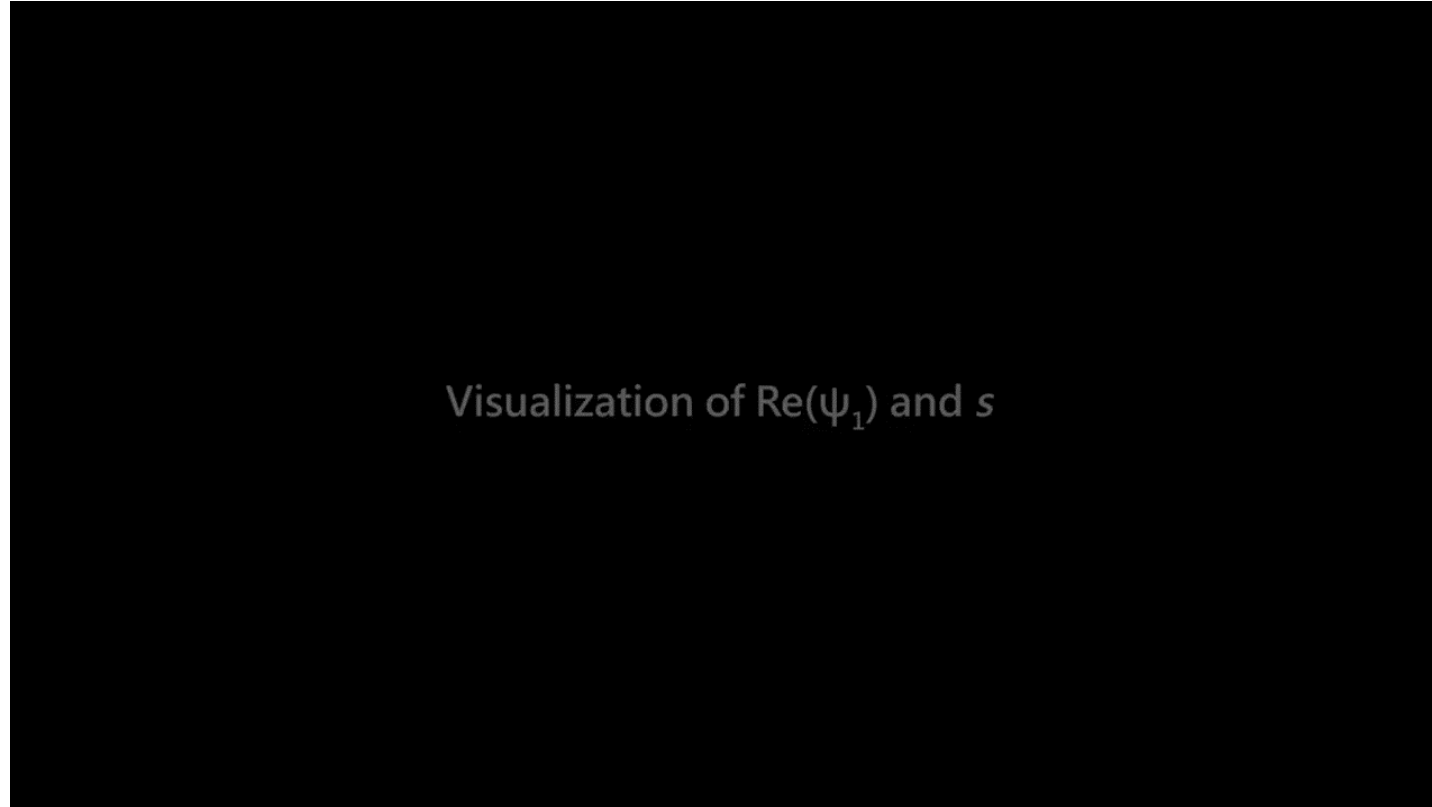 Visualization of Re(ψ₁) and s